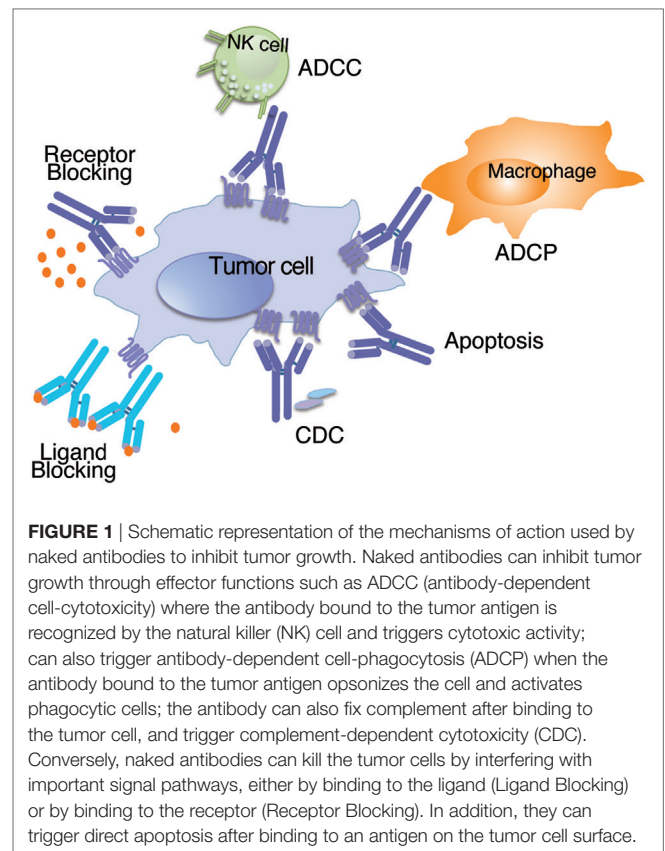 NK cell
ADCC
Receptor
Blocking
Macrophage
ADCP
Tumor cell
Apoptosis
CDC
Ligand
Blocking
FIGURE 1 | Schematic representation of the mechanisms of action used by
naked antibodies to inhibit tumor growth. Naked antibodies can inhibit tumor
growth through effector functions such as ADCC (antibody-dependent
cell-cytotoxicity) where the antibody bound to the tumor antigen is
recognized by the natural killer (NK) cell and triggers cytotoxic activity;
can also trigger antibody-dependent cell-phagocytosis (ADCP) when the
antibody bound to the tumor antigen opsonizes the cell and activates
phagocytic cells; the antibody can also fix complement after binding to
the tumor cell, and trigger complement-dependent cytotoxicity (CDC).
Conversely, naked antibodies can kill the tumor cells by interfering with
important signal pathways, either by binding to the ligand (Ligand Blocking)
or by binding to the receptor (Receptor Blocking). In addition, they can
trigger direct apoptosis after binding to an antigen on the tumor cell surface.